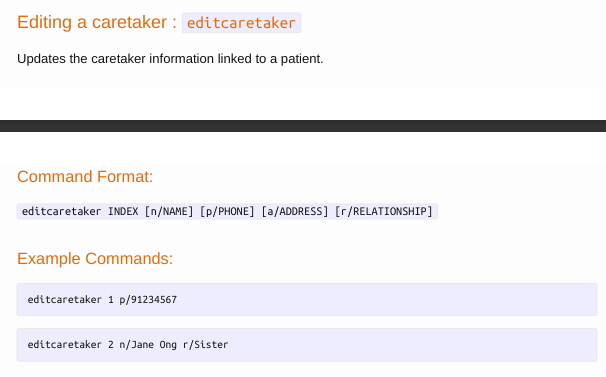 Editing a caretaker : editcaretaker
Updates the caretaker information linked to a patient.
Command Format:
editcaretaker INDEX [n/NAME] [p/PHONE] [a/ADDRESS] [r/RELATIONSHIP]
Example Commands:
editcaretaker 1 p/91234567
editcaretaker 2 n/Jane Ong r/Sister